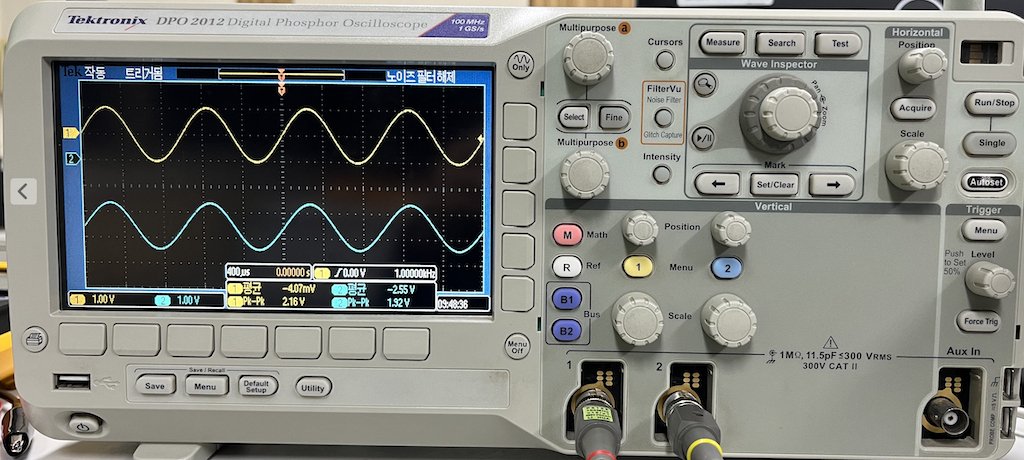 Tektronix DPO 2012 Digital Phosphor Oscilloscope
100 MHz
1 GS/s
Tek 작동 트리거됨 노이즈 필터 해제
1
2
400µs 0.00000 s 1 0.00 V 1.00000kHz
1 평균 -4.07mV 2 평균 -2.55 V
1 Pk-Pk 2.16 V 2 Pk-Pk 1.92 V
1 1.00 V 2 1.00 V 09:48:36
Only
Menu
Off
Save / Recall
Save
Menu
Default
Setup
Utility
Multipurpose a
Cursors
FilterVu
Noise Filter
Glitch Capture
Select
Fine
Multipurpose b
Intensity
Measure
Search
Test
Wave Inspector
Pan
Zoom
Mark
Set/Clear
Horizontal
Position
Acquire
Scale
Run/Stop
Single
Autoset
Vertical
M Math
Position
R Ref
1 Menu 2
B1
Bus
B2
Scale
Trigger
Menu
Level
Push
to Set
50%
Force Trig
1MΩ, 11.5pF ≤300 VRMS
300V CAT II
1
2
Aux In